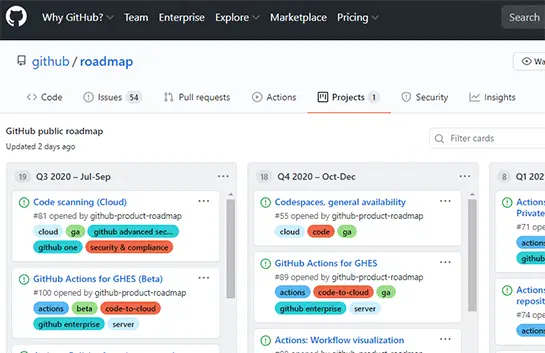 Why GitHub? Team Enterprise Explore Marketplace Pricing Search
github / roadmap
Code Issues 54 Pull requests Actions Projects 1 Security Insights
GitHub public roadmap
Updated 2 days ago
Filter cards
19 Q3 2020 – Jul-Sep
Code scanning (Cloud)
#81 opened by github-product-roadmap
cloud ga github advanced sec...
github one security & compliance
GitHub Actions for GHES (Beta)
#100 opened by github-product-roadmap
actions beta code-to-cloud
github enterprise server
18 Q4 2020 – Oct-Dec
Codespaces, general availability
#55 opened by github-product-roadmap
cloud code ga
GitHub Actions for GHES
#89 opened by github-product-roadmap
actions code-to-cloud ga
github enterprise server
Actions: Workflow visualization
8 Q1 202
Actions
Private
#71 open
Actions
reposit
#74 open
actions